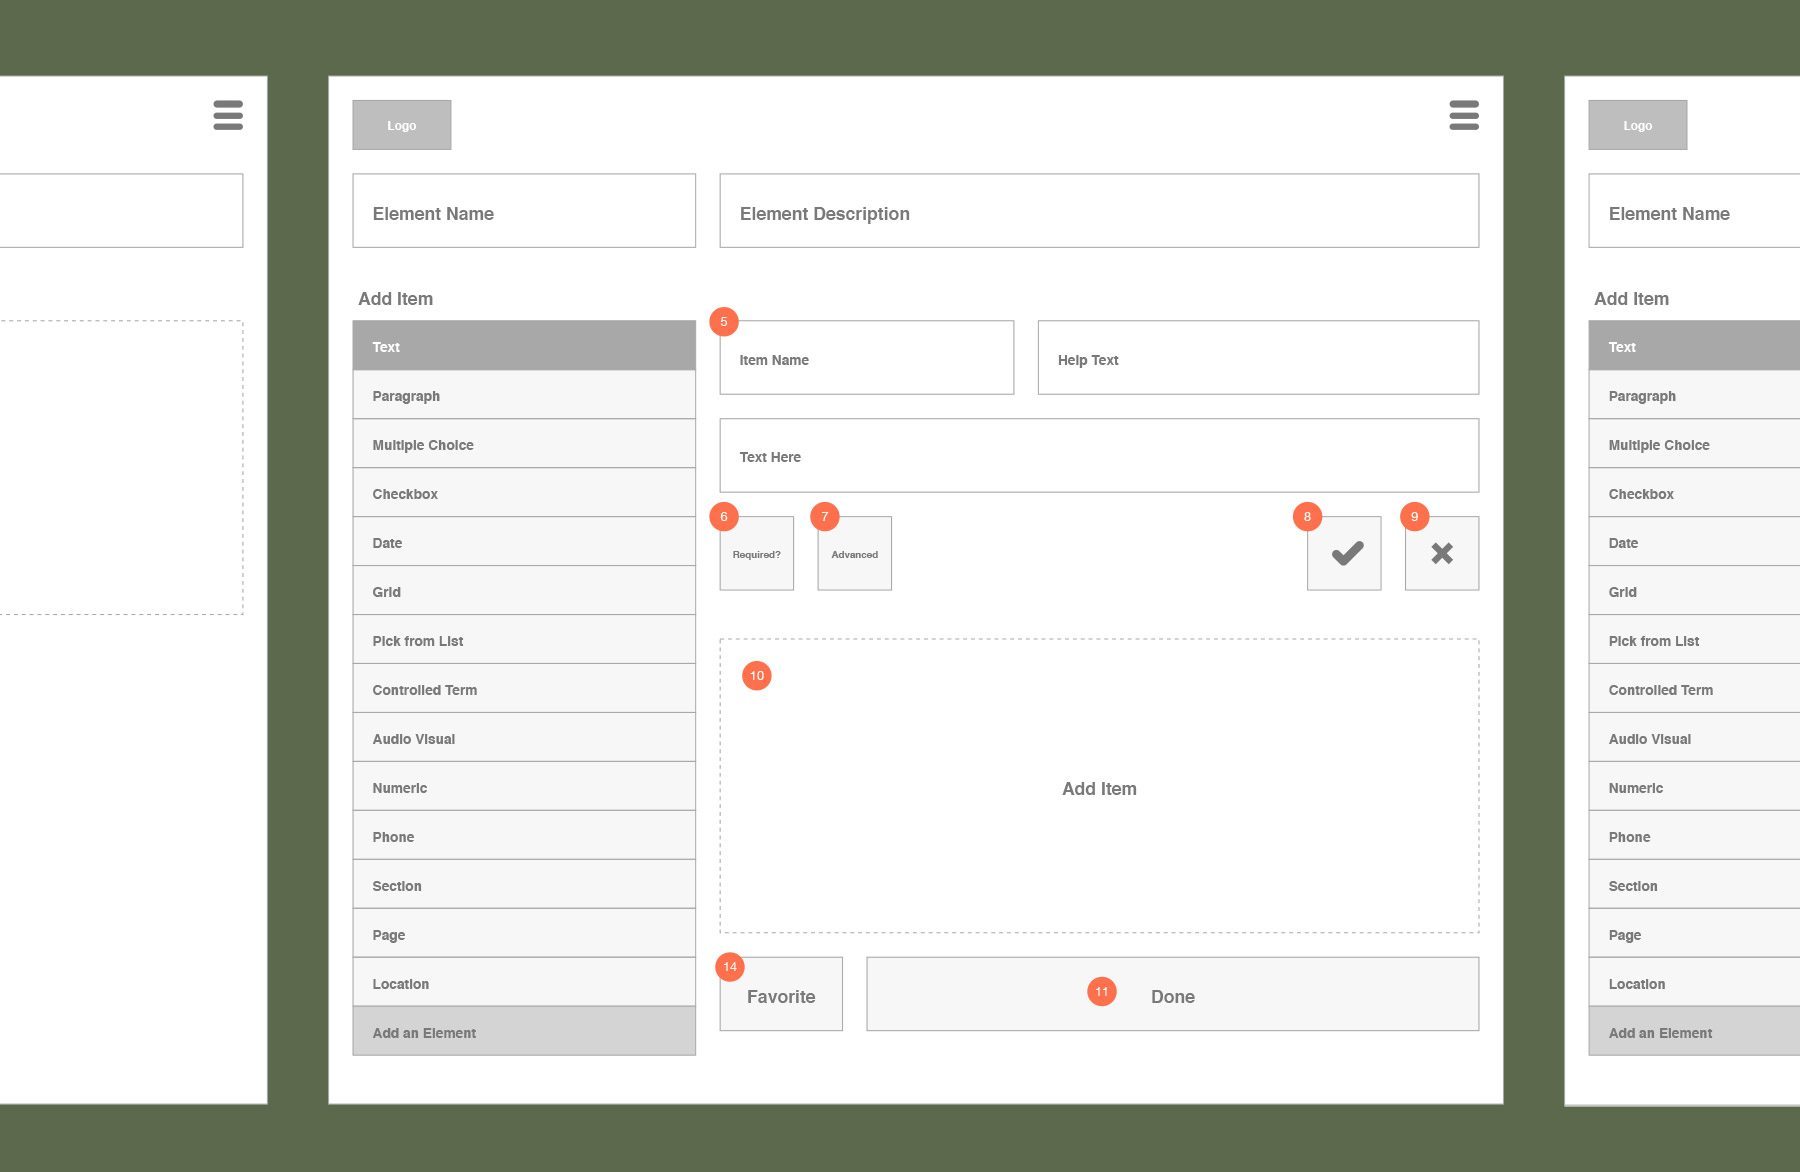 Logo
Element Name
Element Description
Add Item
Text
Paragraph
Multiple Choice
Checkbox
Date
Grid
Pick from List
Controlled Term
Audio Visual
Numeric
Phone
Section
Page
Location
Add an Element
5
Item Name
Help Text
Text Here
6
Required?
7
Advanced
8
9
10
Add Item
14
Favorite
11
Done
Logo
Element Name
Add Item
Text
Paragraph
Multiple Choice
Checkbox
Date
Grid
Pick from List
Controlled Term
Audio Visual
Numeric
Phone
Section
Page
Location
Add an Element